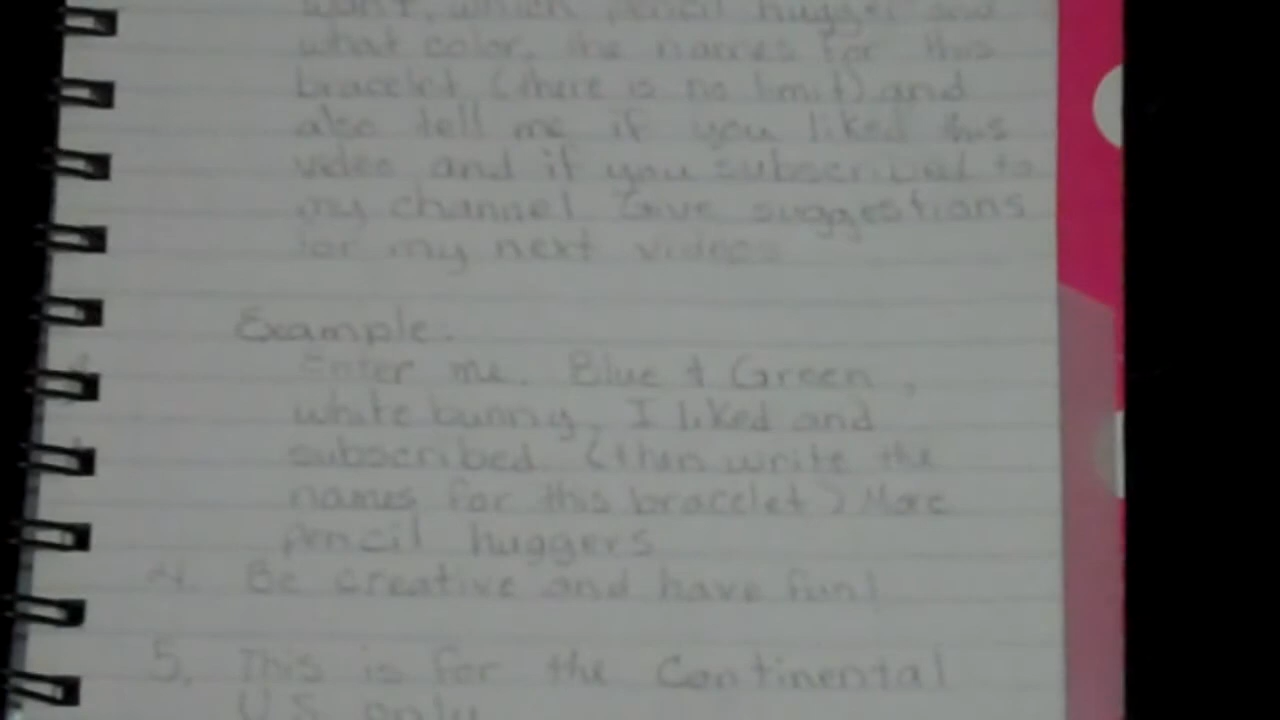 want, which pencil hugger and
what color, the names for this
bracelet (there is no limit) and
also tell me if you liked this
video and if you subscribed to
my channel Give suggestions
for my next videos
Example:
Enter me. Blue & Green,
white bunny, I liked and
subscribed (then write the
names for this bracelet) More
pencil huggers
4. Be creative and have fun!
5. This is for the Continental
U.S. only